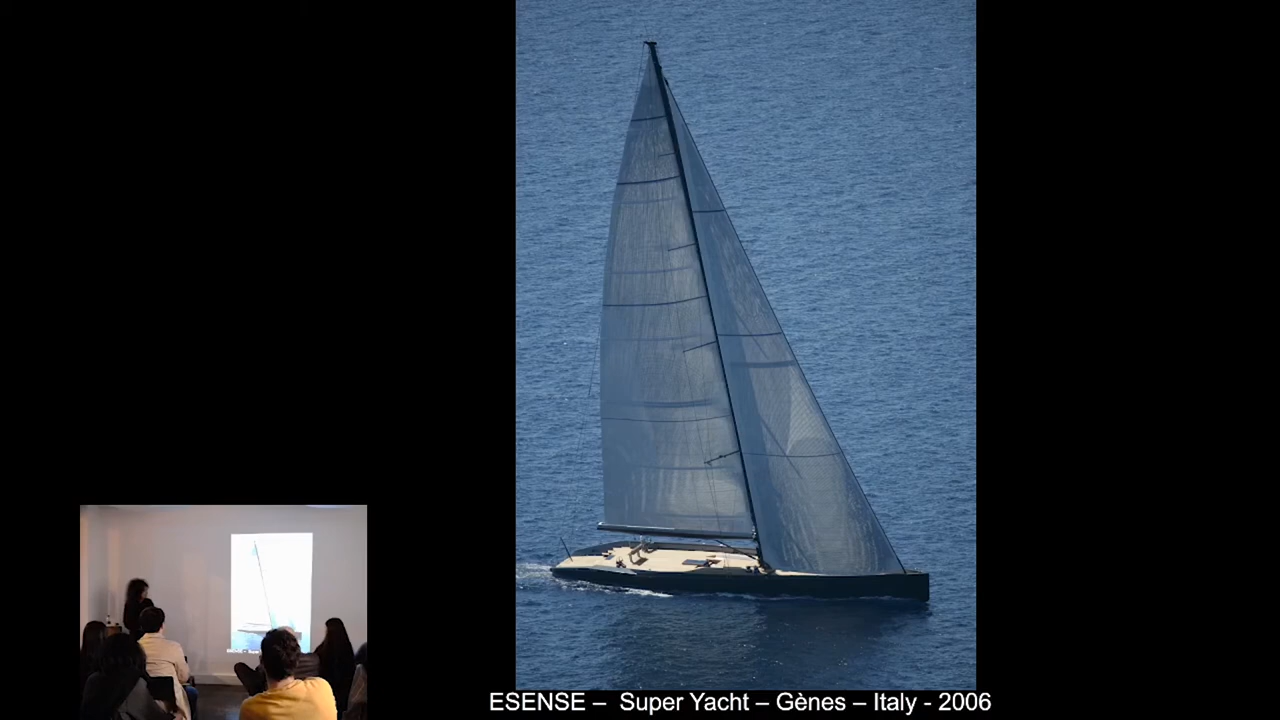 ESENSE – Super Yacht – Gènes – Italy - 2006